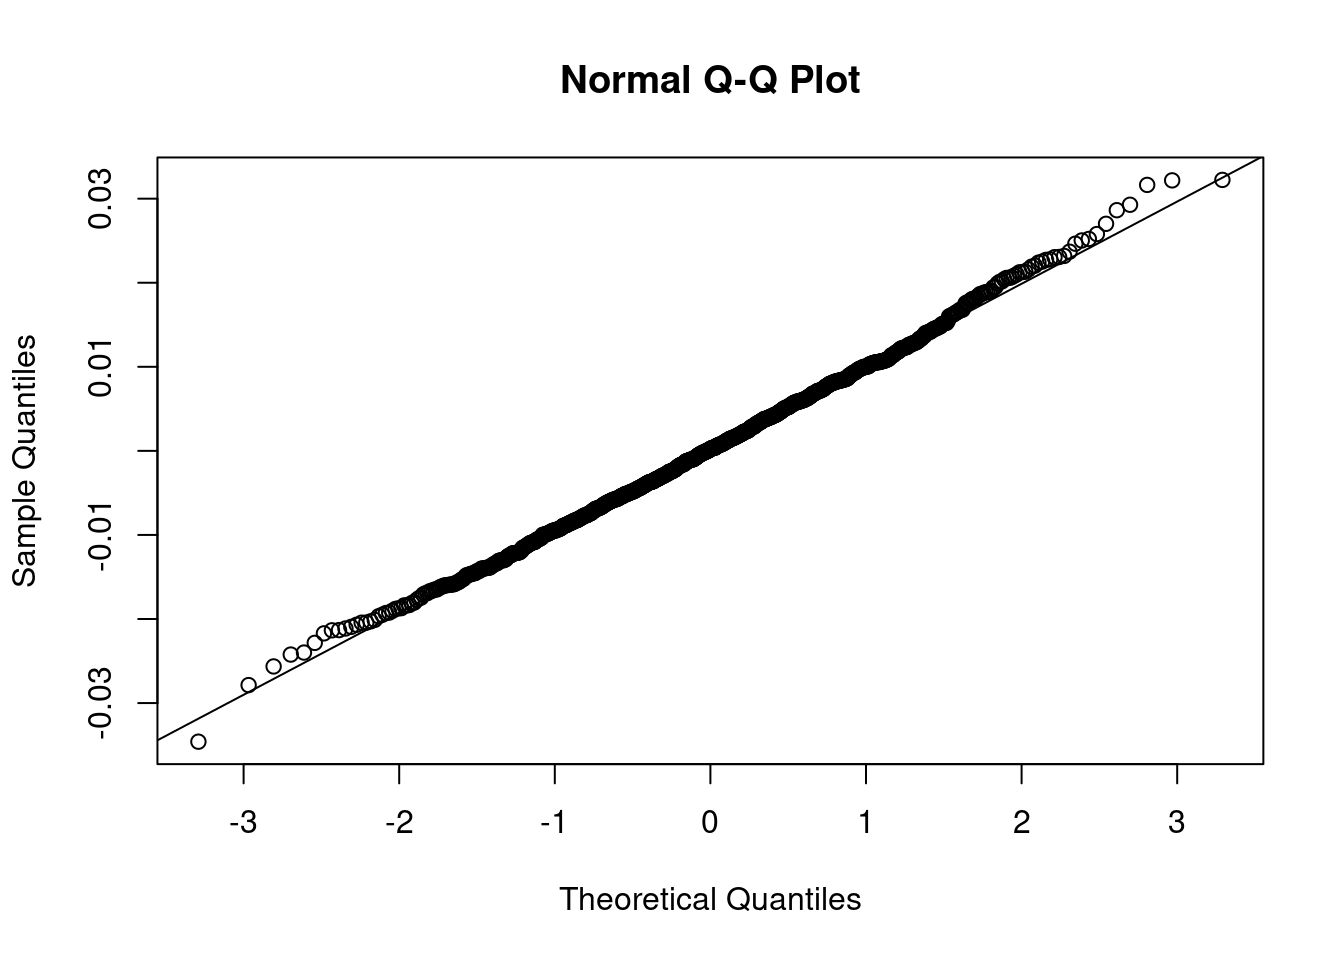 Normal Q-Q Plot
Sample Quantiles
0.03
0.01
-0.01
-0.03
-3 -2 -1 0 1 2 3
Theoretical Quantiles